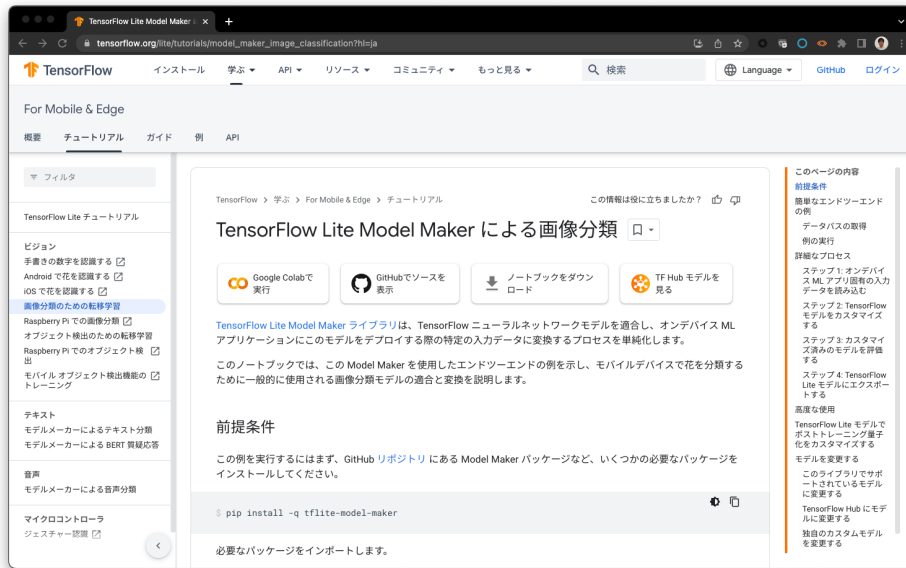 TensorFlow Lite Model Maker に
tensorflow.org/lite/tutorials/model_maker_image_classification?hl=ja
TensorFlow
インストール
学ぶ
API
リソース
コミュニティ
もっと見る
検索
Language
GitHub
ログイン
For Mobile & Edge
概要
チュートリアル
ガイド
例
API
フィルタ
TensorFlow Lite チュートリアル
ビジョン
手書きの数字を認識する
Android で花を認識する
iOS で花を認識する
画像分類のための転移学習
Raspberry Pi での画像分類
オブジェクト検出のための転移学習
Raspberry Pi でのオブジェクト検
出
モバイル オブジェクト検出機能の
トレーニング
テキスト
モデルメーカーによるテキスト分類
モデルメーカーによる BERT 質疑応答
音声
モデルメーカーによる音声分類
マイクロコントローラ
ジェスチャー認識
TensorFlow > 学ぶ > For Mobile & Edge > チュートリアル
この情報は役に立ちましたか？
TensorFlow Lite Model Maker による画像分類
Google Colabで
実行
GitHubでソースを
表示
ノートブックをダウン
ロード
TF Hub モデルを
見る
TensorFlow Lite Model Maker ライブラリは、TensorFlow ニューラルネットワークモデルを適合し、オンデバイス ML
アプリケーションにこのモデルをデプロイする際の特定の入力データに変換するプロセスを単純化します。
このノートブックでは、この Model Maker を使用したエンドツーエンドの例を示し、モバイルデバイスで花を分類する
ために一般的に使用される画像分類モデルの適合と変換を説明します。
前提条件
この例を実行するにはまず、GitHub リポジトリ にある Model Maker パッケージなど、いくつかの必要なパッケージを
インストールしてください。
$ pip install -q tflite-model-maker
必要なパッケージをインポートします。
このページの内容
前提条件
簡単なエンドツーエンド
の例
データパスの取得
例の実行
詳細なプロセス
ステップ 1: オンデバイ
ス ML アプリ固有の入力
データを読み込む
ステップ 2: TensorFlow
モデルをカスタマイズ
する
ステップ 3: カスタマイ
ズ済みのモデルを評価
する
ステップ 4: TensorFlow
Lite モデルにエクスポー
トする
高度な使用
TensorFlow Lite モデルで
ポストトレーニング量子
化をカスタマイズする
モデルを変更する
このライブラリでサポ
ートされているモデル
に変更する
TensorFlow Hub にモデ
ルに変更する
独自のカスタムモデル
を変更する